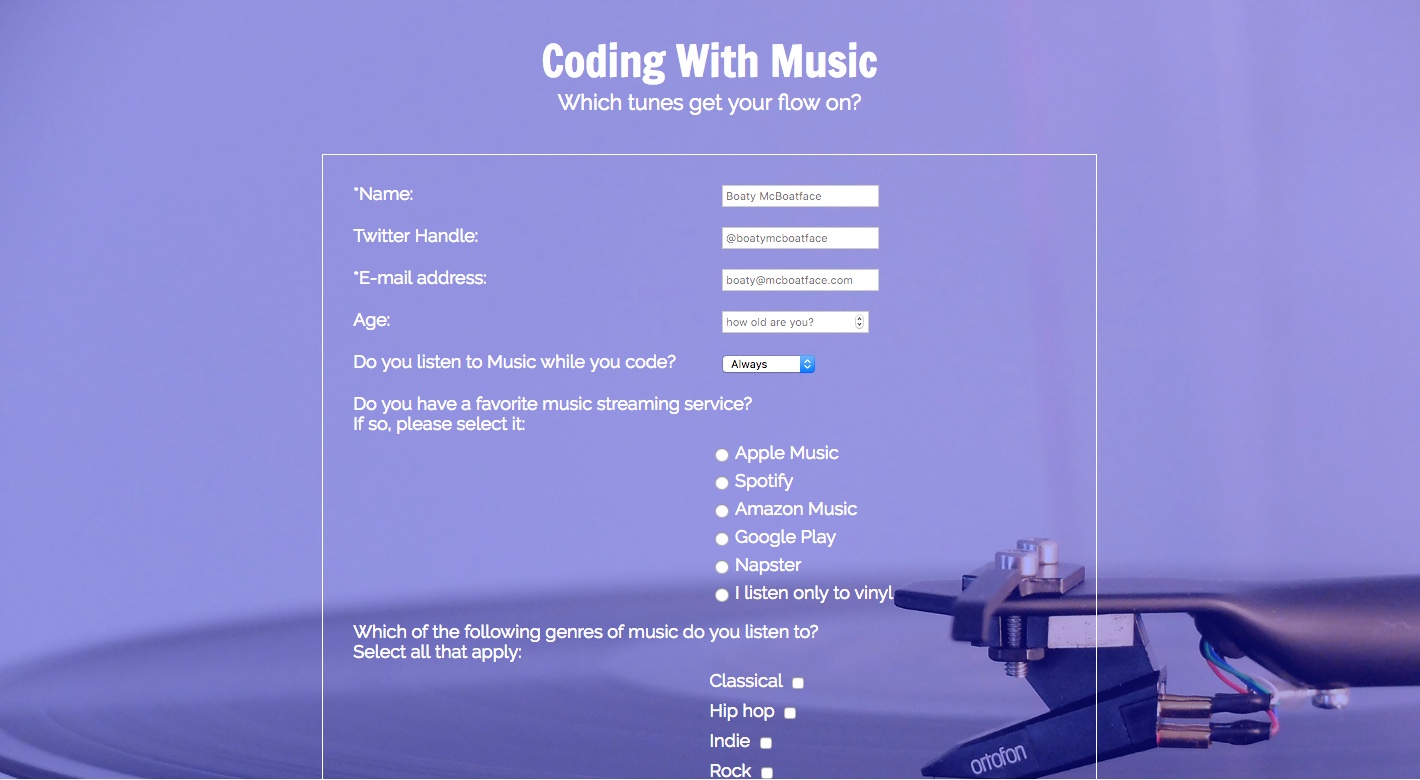 Coding With Music
Which tunes get your flow on?
*Name:
Boaty McBoatface
Twitter Handle:
@boatymcboatface
*E-mail address:
boaty@mcboatface.com
Age:
how old are you?
Do you listen to Music while you code?
Always
Do you have a favorite music streaming service?
If so, please select it:
Apple Music
Spotify
Amazon Music
Google Play
Napster
I listen only to vinyl
Which of the following genres of music do you listen to?
Select all that apply:
Classical
Hip hop
Indie
Rock
ortofon